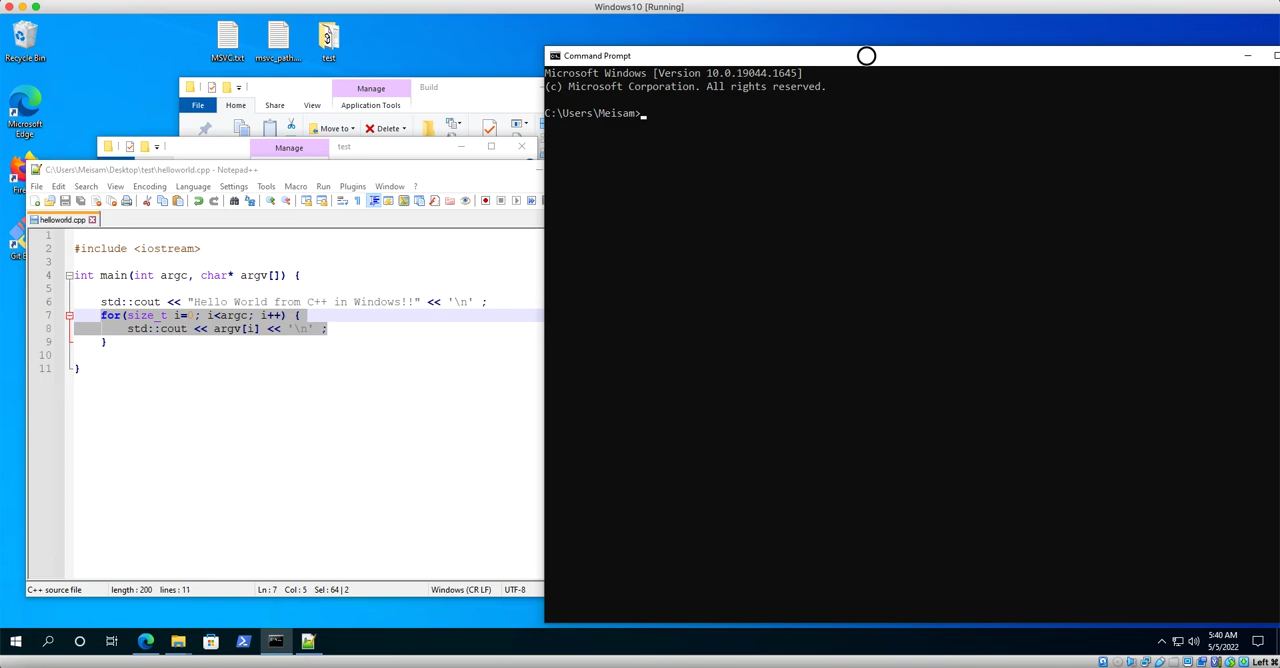 Windows10 [Running]
Recycle Bin
MSVC.txt
msvc_path....
test
Microsoft
Edge
Manage
Build
File
Home
Share
View
Application Tools
Move to
Delete
Manage
test
C:\Users\Meisam\Desktop\test\helloworld.cpp - Notepad++
File Edit Search View Encoding Language Settings Tools Macro Run Plugins Window ?
helloworld.cpp
1
2 #include <iostream>
3
4 int main(int argc, char* argv[]) {
5
6 std::cout << "Hello World from C++ in Windows!!" << '\n' ;
7 for(size_t i=0; i<argc; i++) {
8 std::cout << argv[i] << '\n' ;
9 }
10
11 }
C++ source file length : 200 lines : 11 Ln : 7 Col : 5 Sel : 64 | 2 Windows (CR LF) UTF-8
Command Prompt
Microsoft Windows [Version 10.0.19044.1645]
(c) Microsoft Corporation. All rights reserved.
C:\Users\Meisam>
5:40 AM
5/5/2022
Left ⌘